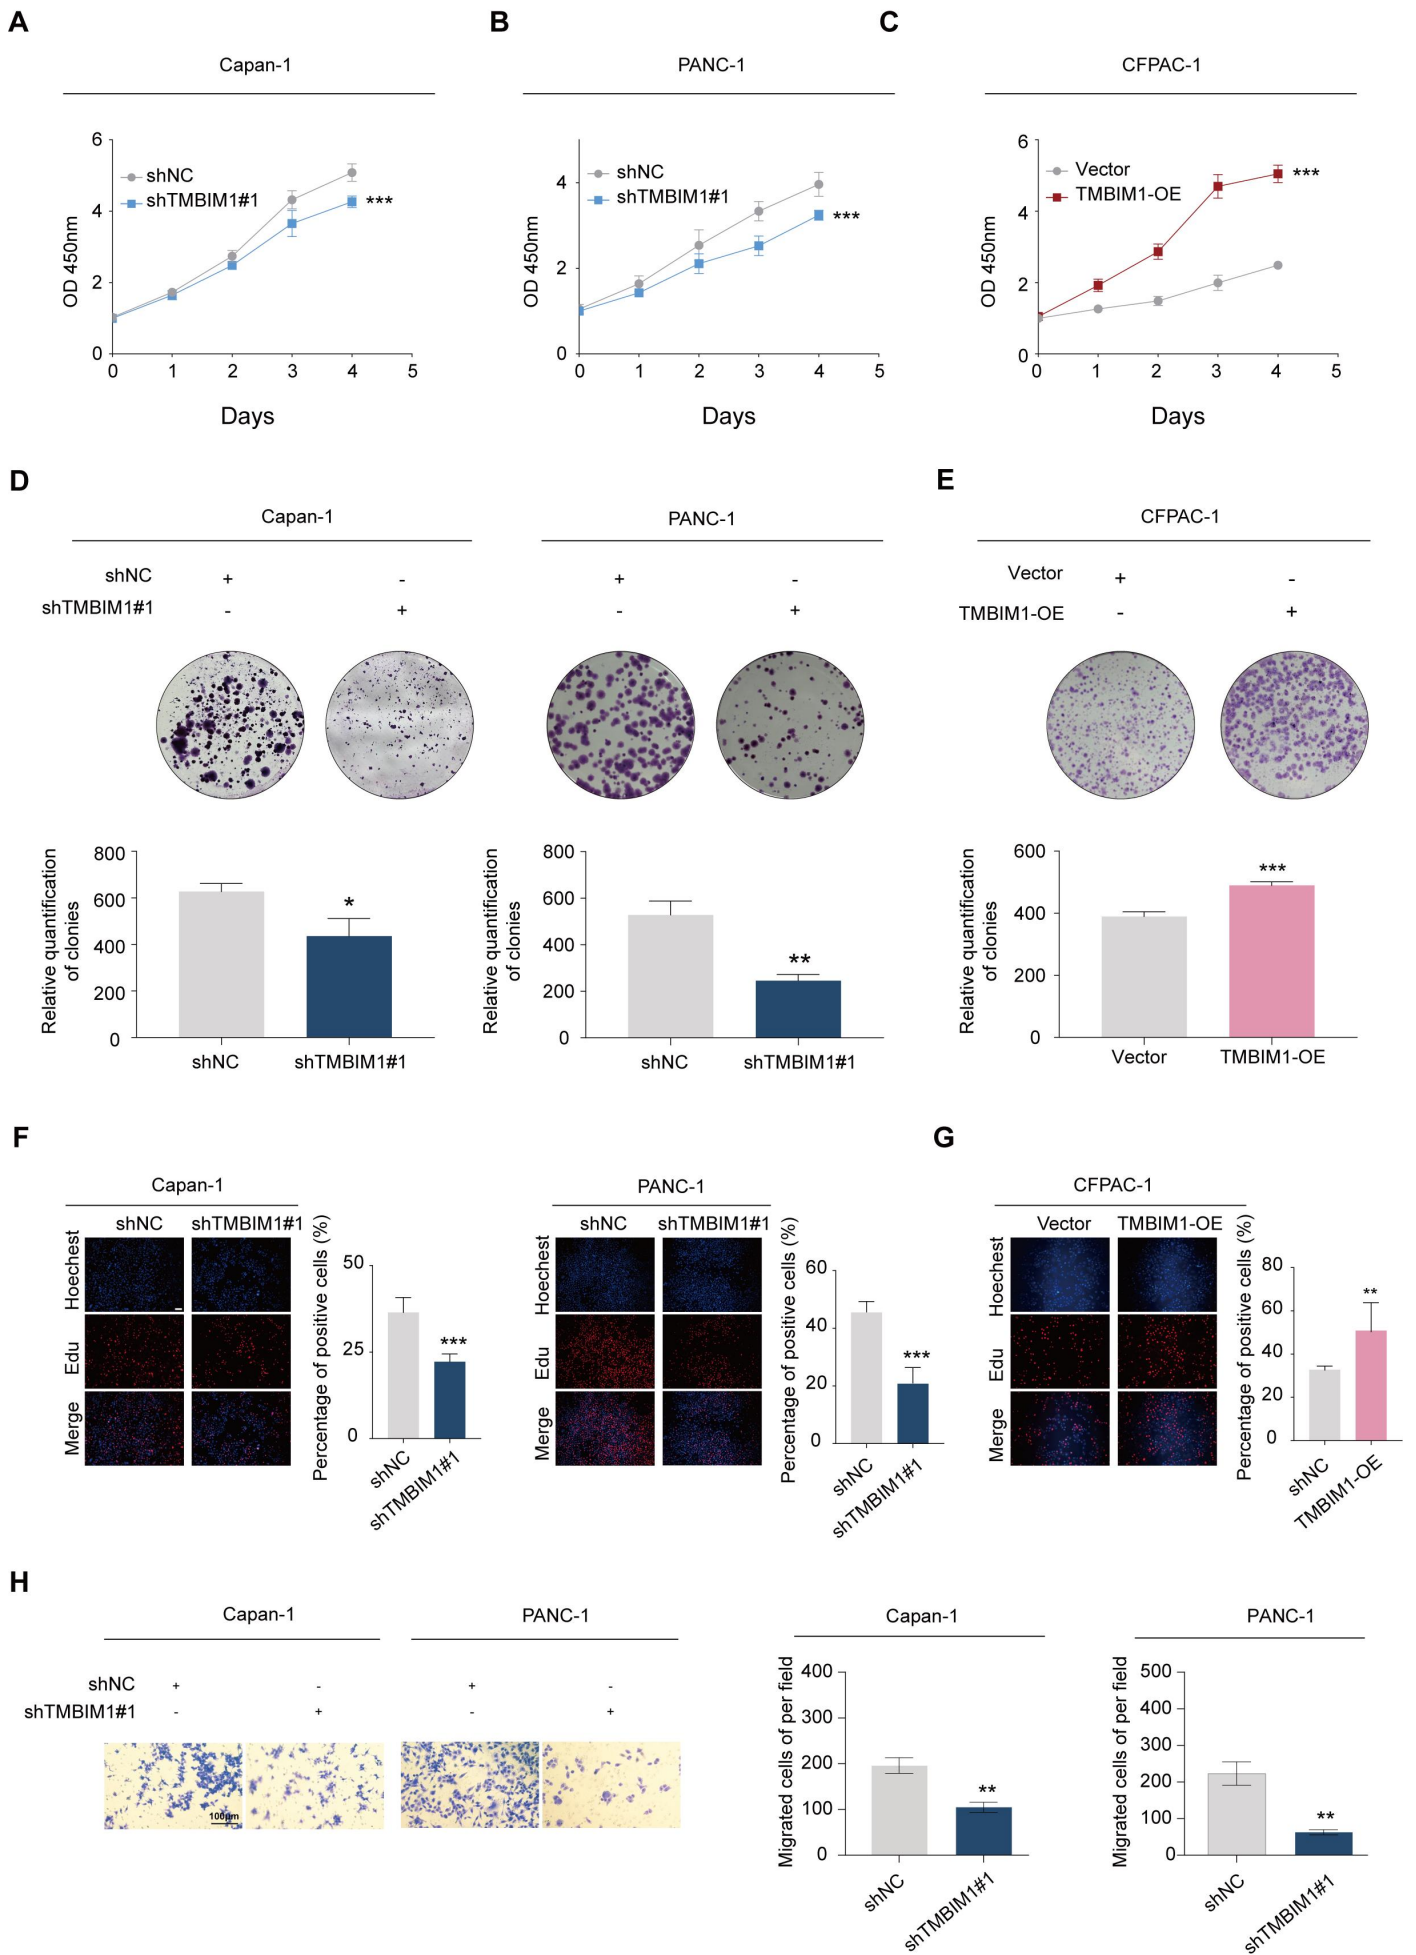 A
B
C
Capan-1
PANC-1
CFPAC-1
6
4
2
0
OD 450nm
shNC
shTMBIM1#1
***
0 1 2 3 4 5
Days
4
2
0
OD 450nm
shNC
shTMBIM1#1
***
0 1 2 3 4 5
Days
6
4
2
0
OD 450nm
Vector
TMBIM1-OE
***
0 1 2 3 4 5
Days
D
E
Capan-1
PANC-1
CFPAC-1
shNC + - + -
shTMBIM1#1 - + - +
Vector + -
TMBIM1-OE - +
800
600
400
200
0
Relative quantification
of clonies
*
shNC shTMBIM1#1
800
600
400
200
0
Relative quantification
of clonies
**
shNC shTMBIM1#1
600
400
200
0
Relative quantification
of clonies
***
Vector TMBIM1-OE
F
G
Capan-1
shNC shTMBIM1#1
Hoechest
Edu
Merge
Percentage of positive cells (%)
50
25
0
***
shNC
shTMBIM1#1
PANC-1
shNC shTMBIM1#1
Hoechest
Edu
Merge
Percentage of positive cells (%)
60
40
20
0
***
shNC
shTMBIM1#1
CFPAC-1
Vector TMBIM1-OE
Hoechest
Edu
Merge
Percentage of positive cells (%)
80
60
40
20
0
**
shNC
TMBIM1-OE
H
Capan-1
PANC-1
shNC + - + -
shTMBIM1#1 - + - +
100μm
Capan-1
Migrated cells of per field
400
300
200
100
0
**
shNC
shTMBIM1#1
PANC-1
Migrated cells of per field
500
400
300
200
100
0
**
shNC
shTMBIM1#1